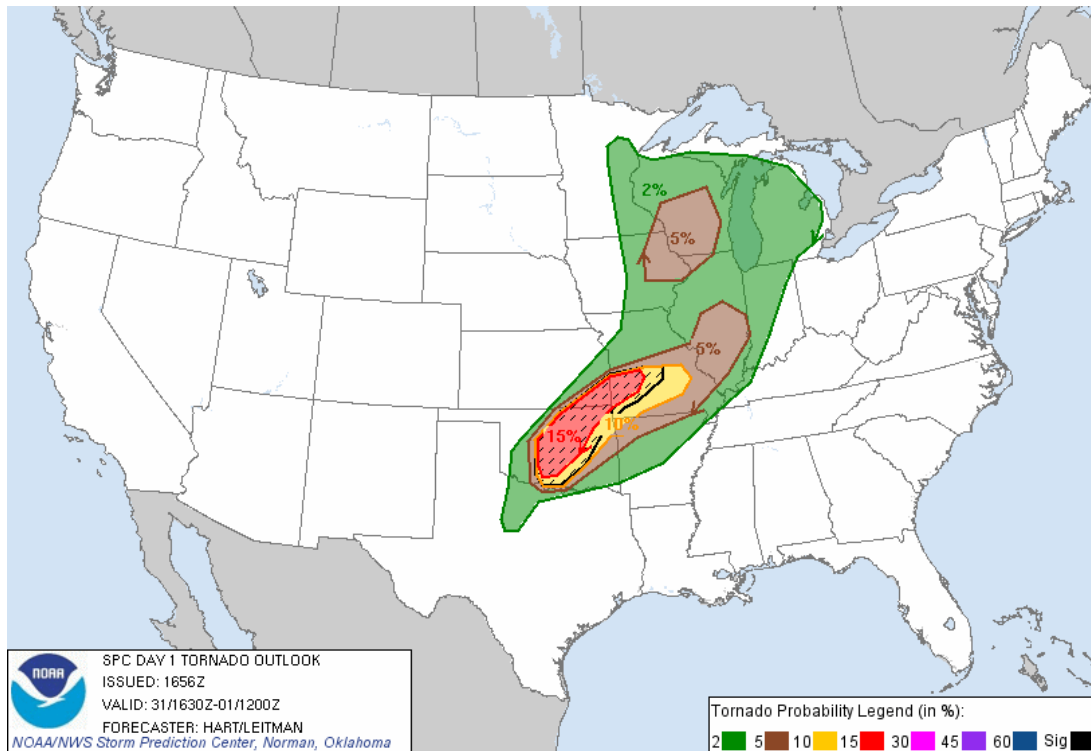 2%
5%
5%
10%
15%
NOAA
SPC DAY 1 TORNADO OUTLOOK
ISSUED: 1656Z
VALID: 31/1630Z-01/1200Z
FORECASTER: HART/LEITMAN
NOAA/NWS Storm Prediction Center, Norman, Oklahoma
Tornado Probability Legend (in %):
2 5 10 15 30 45 60 Sig